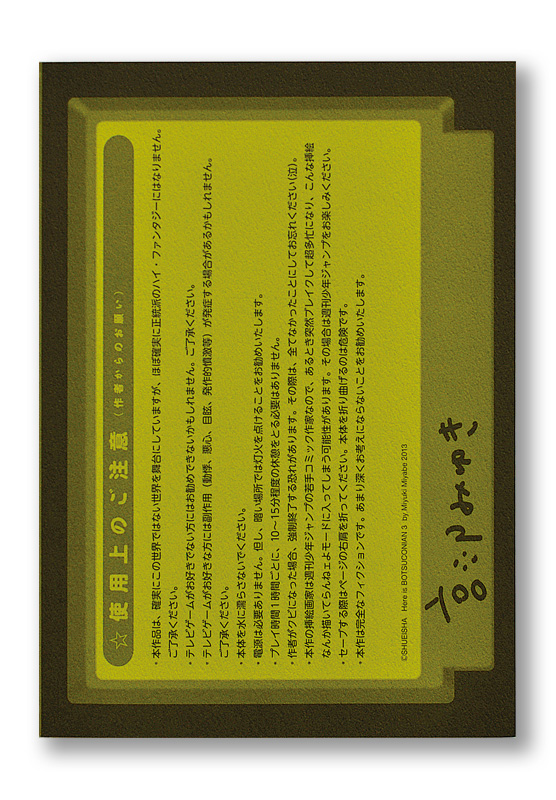 ☆使用上のご注意（作者からのお願い）
・本作品は、確実にこの世界ではない世界を舞台にしていますが、ほぼ確実に正統派のハイ・ファンタジーにはなりません。
ご了承ください。
・テレビゲームがお好きでない方にはお勧めできないかもしれません。ご了承ください。
・テレビゲームがお好きな方には副作用（動悸、悪心、目眩、発作的憤激等）が発症する場合があるかもしれません。
ご了承ください。
・本体を水に濡らさないでください。
・電源は必要ありません。但し、暗い場所では灯火を点けることをお勧めいたします。
・プレイ時間1時間ごとに、10〜15分程度の休憩をとる必要はありません。
・作者がクビになった場合、強制終了する恐れがあります。その際は、全てなかったことにしてお忘れください（泣）。
・本作の挿絵画家は週刊少年ジャンプの若手コミック作家なので、あるとき突然ブレイクして超多忙になり、こんな挿絵
なんか描いてらんねェよモードに入ってしまう可能性があります。その場合は週刊少年ジャンプをお楽しみください。
・セーブする際はページの右肩を折ってください。本体を折り曲げるのは危険です。
・本作は完全なフィクションです。あまり深くお考えにならないことをお勧めいたします。
©SHUEISHA Here is BOTSUCONIAN 3 by Miyuki Miyabe 2013
宮部みゆき